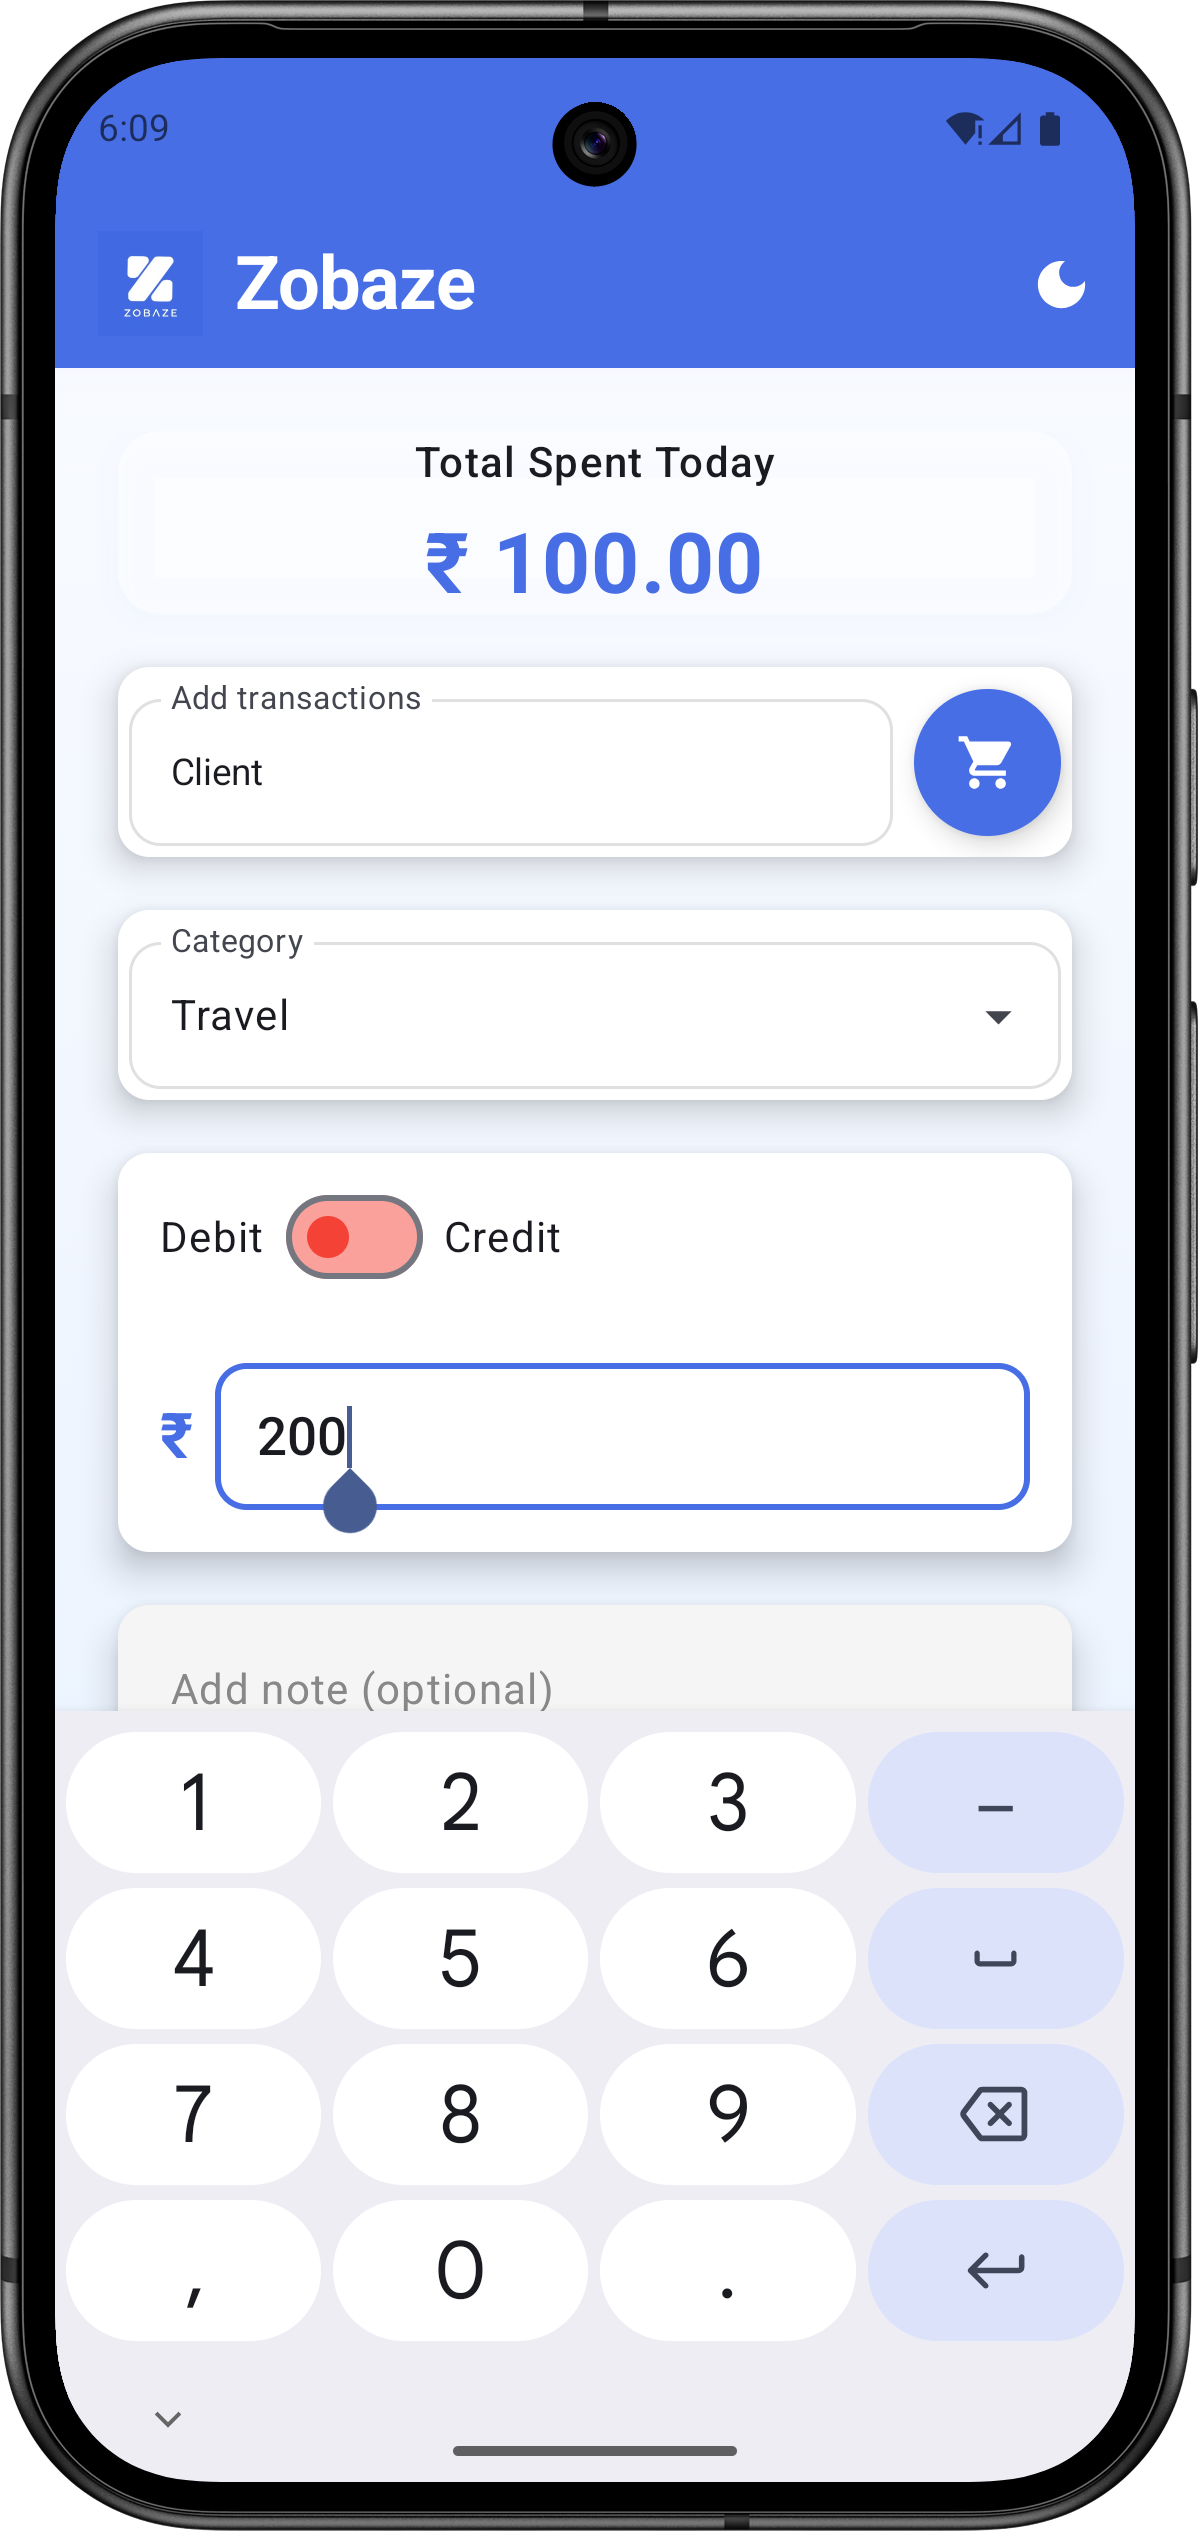 6:09
ZOBAZE
Zobaze
Total Spent Today
₹ 100.00
Add transactions
Client
Category
Travel
Debit Credit
₹ 200
Add note (optional)
1 2 3 –
4 5 6
7 8 9
, 0 .